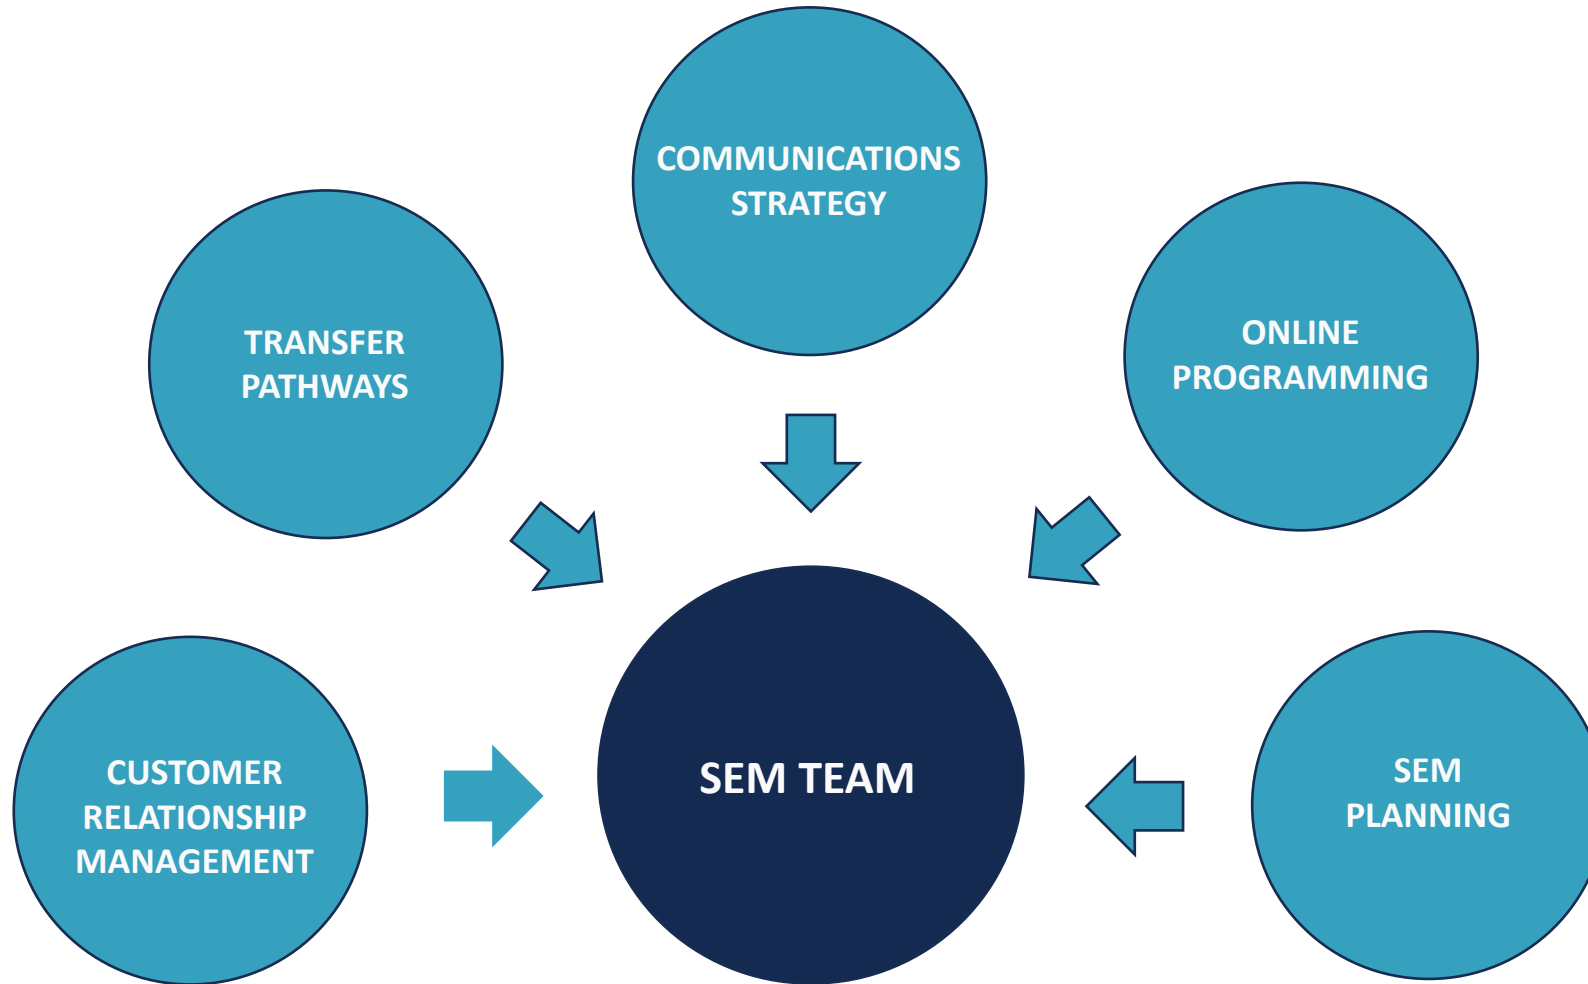 COMMUNICATIONS
STRATEGY
TRANSFER
PATHWAYS
ONLINE
PROGRAMMING
CUSTOMER
RELATIONSHIP
MANAGEMENT
SEM TEAM
SEM
PLANNING